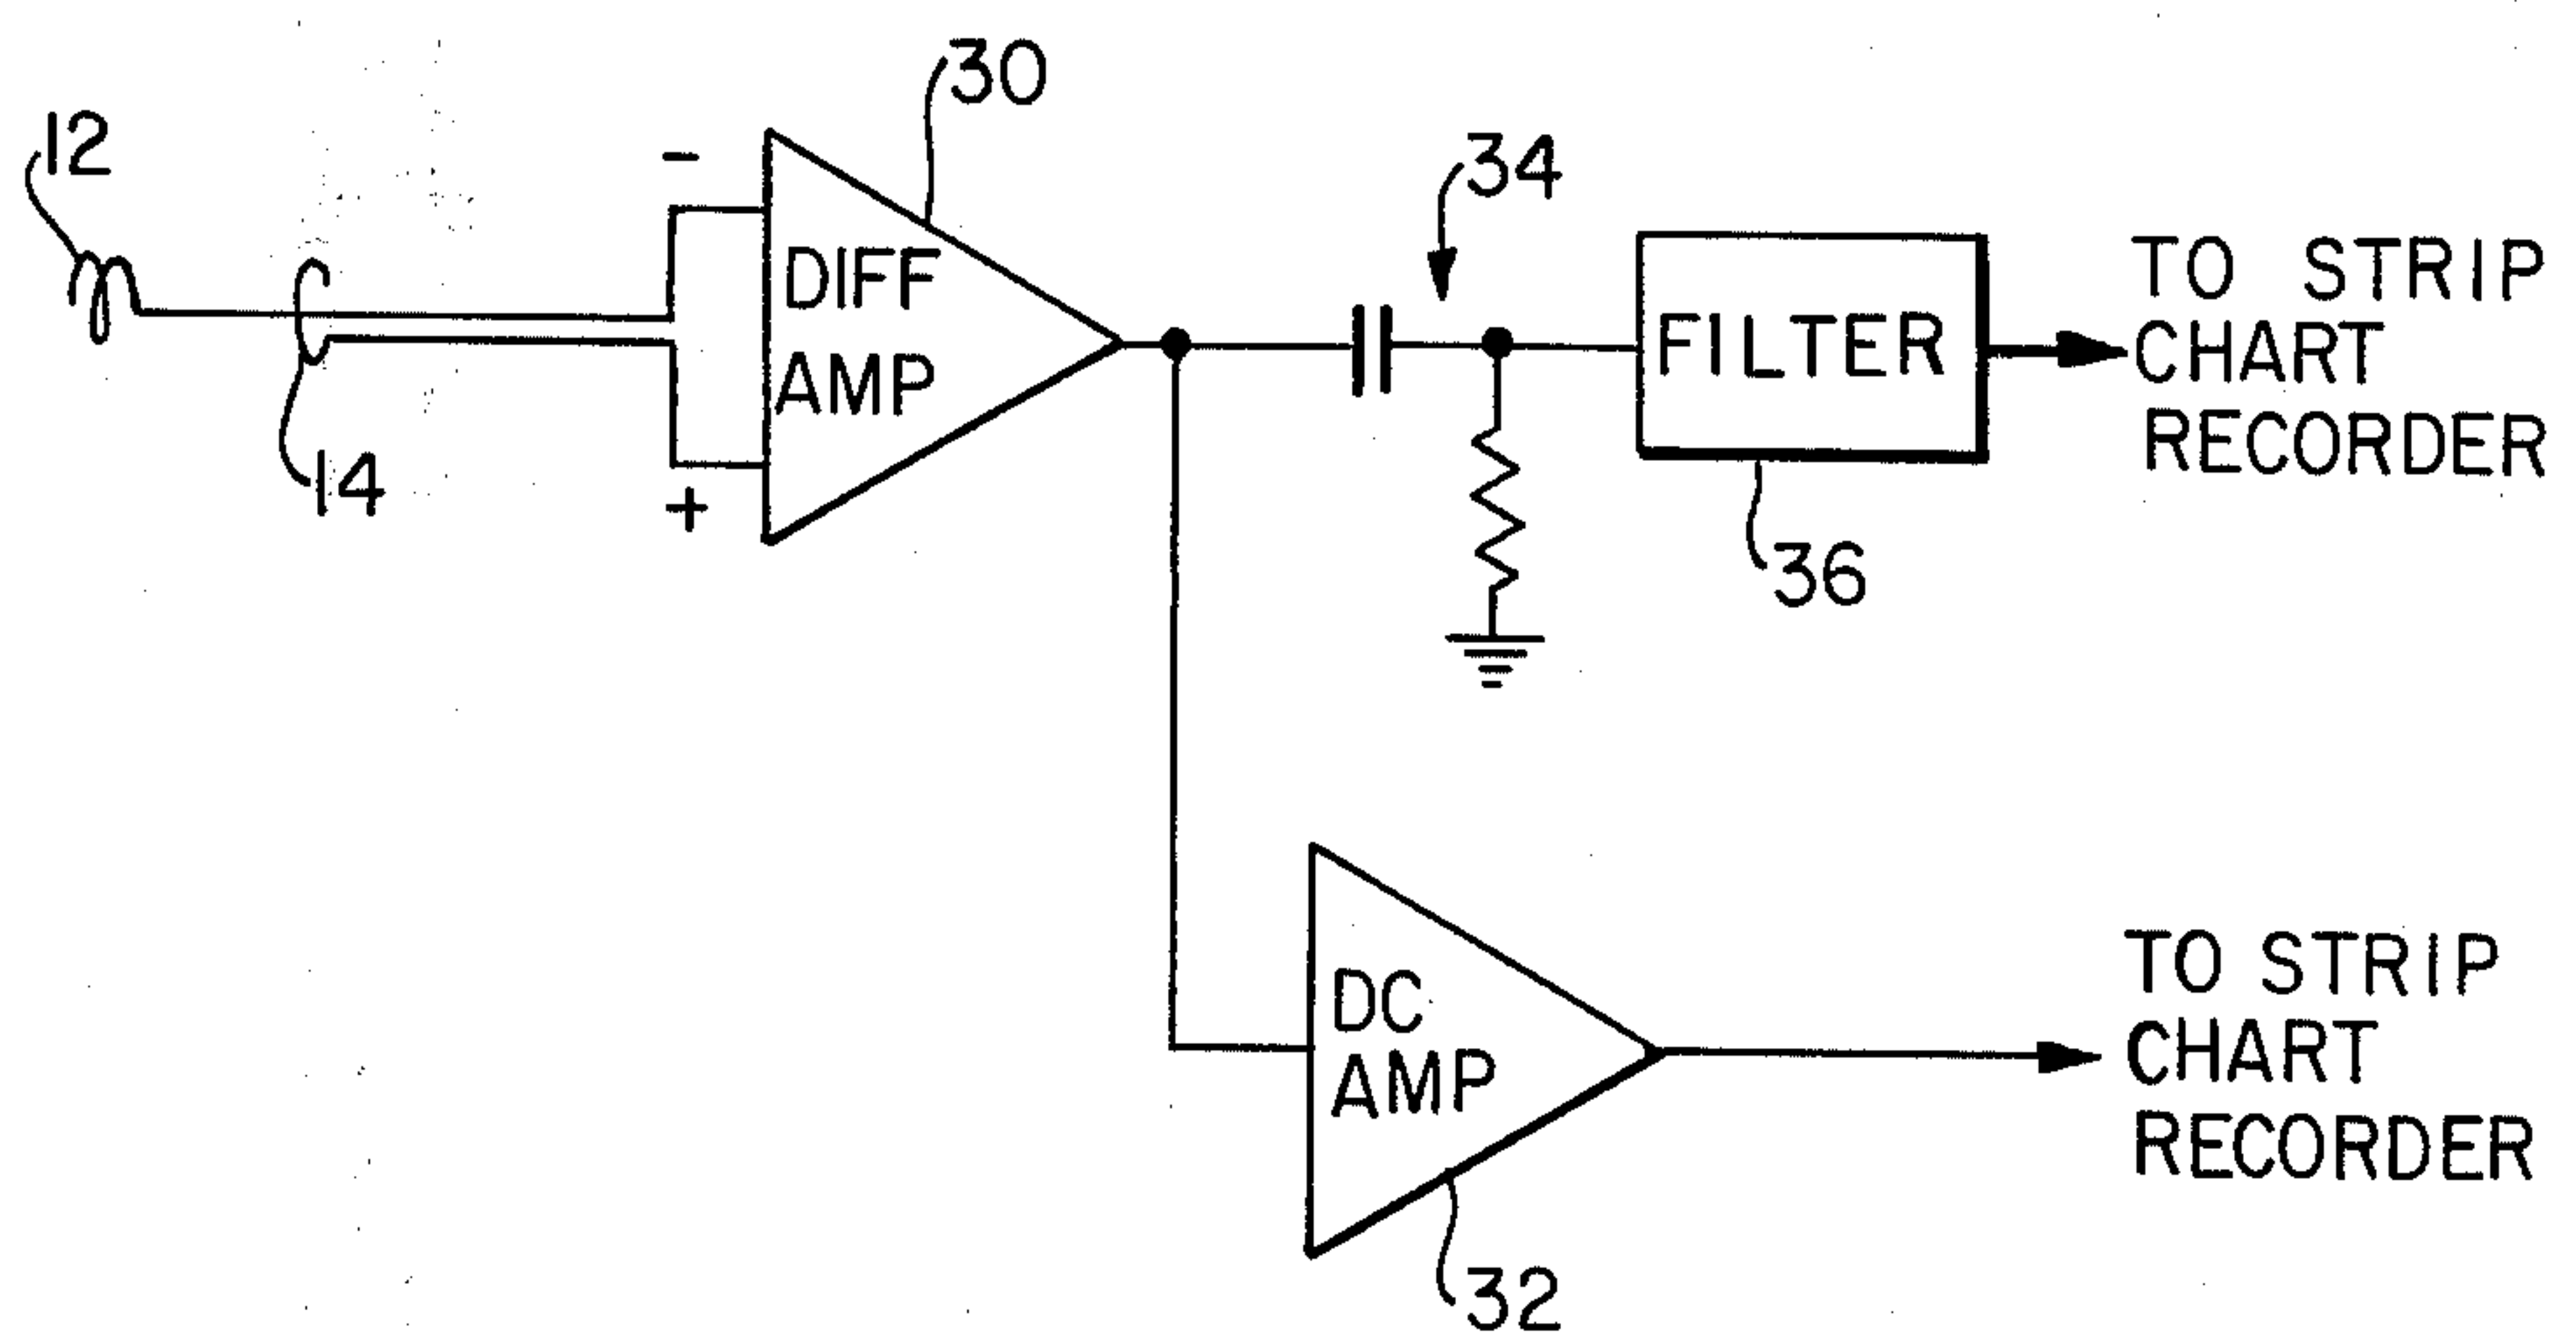 12
14
30
-
+
DIFF
AMP
34
FILTER
36
TO STRIP
CHART
RECORDER
DC
AMP
32
TO STRIP
CHART
RECORDER